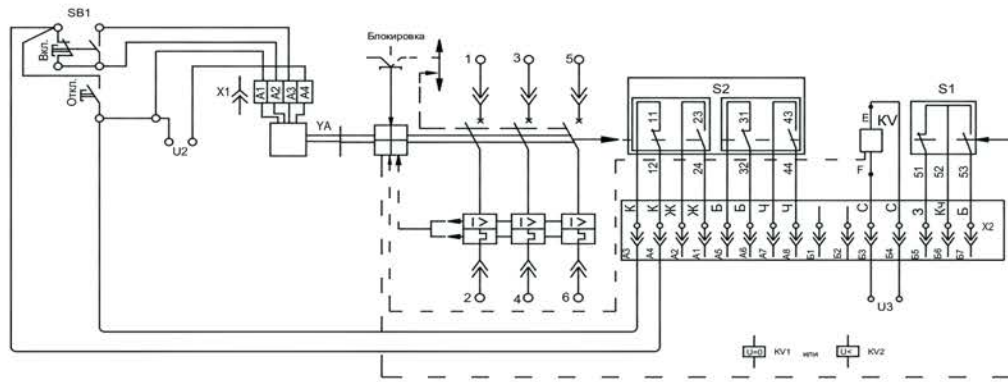 SB1
Вкл.
Откл.
X1
A1
A2
A3
A4
U2
YA
Блокировка
1
3
5
2
4
6
S2
11
23
31
43
12
24
32
44
E
KV
F
S1
51
52
53
К
К
Ж
Ж
Б
Б
Ч
Ч
С
С
З
Кч
Б
X2
А3
А4
А2
А1
А5
А6
А7
А8
Б1
Б2
Б3
Б4
Б5
Б6
Б7
U3
U=0 KV1 или U< KV2
I>
I>
I>